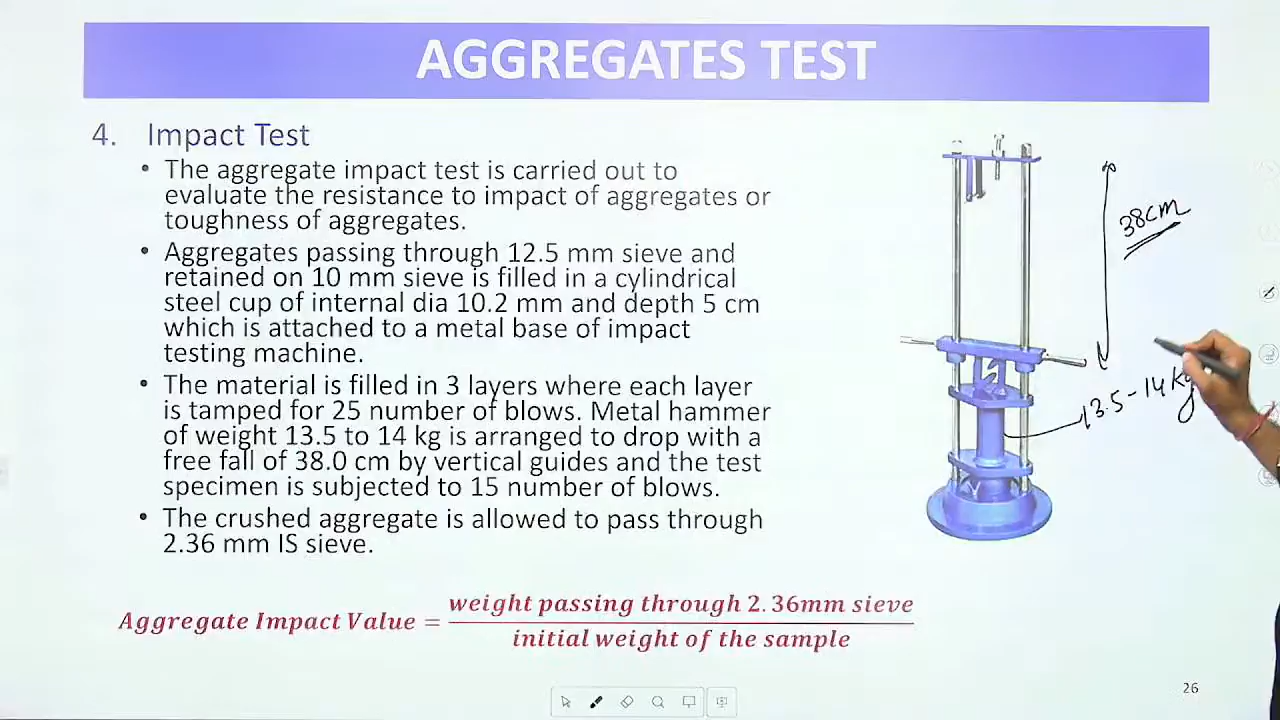 AGGREGATES TEST
4. Impact Test
• The aggregate impact test is carried out to
evaluate the resistance to impact of aggregates or
toughness of aggregates.
• Aggregates passing through 12.5 mm sieve and
retained on 10 mm sieve is filled in a cylindrical
steel cup of internal dia 10.2 mm and depth 5 cm
which is attached to a metal base of impact
testing machine.
• The material is filled in 3 layers where each layer
is tamped for 25 number of blows. Metal hammer
of weight 13.5 to 14 kg is arranged to drop with a
free fall of 38.0 cm by vertical guides and the test
specimen is subjected to 15 number of blows.
• The crushed aggregate is allowed to pass through
2.36 mm IS sieve.
Aggregate Impact Value = weight passing through 2.36mm sieve
initial weight of the sample
38cm
13.5-14kg
26